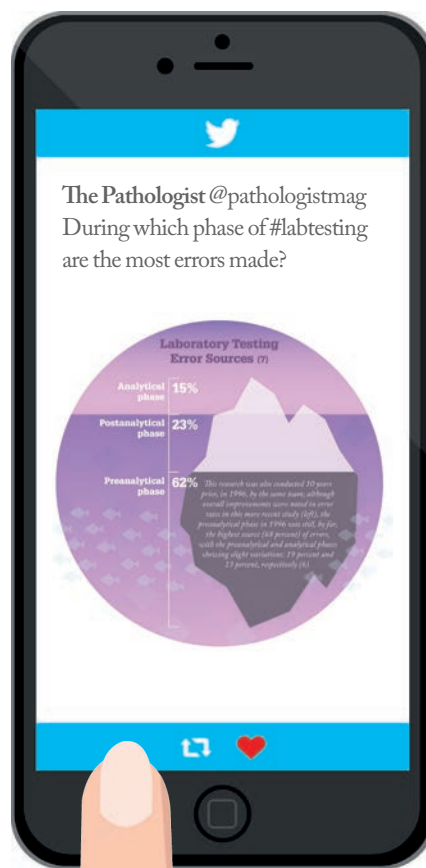 The Pathologist @pathologistmag
During which phase of #labtesting
are the most errors made?
Laboratory Testing
Error Sources (7)
Analytical
phase
15%
Postanalytical
phase
23%
Preanalytical
phase
62%
This research was also conducted 10 years
prior, in 1996, by the same team; although
overall improvements were noted in error
rates in this more recent study (left), the
preanalytical phase in 1996 was still, by far,
the highest source (68 percent) of errors,
with the preanalytical and analytical phases
showing slight variations: 19 percent and
13 percent, respectively (6)